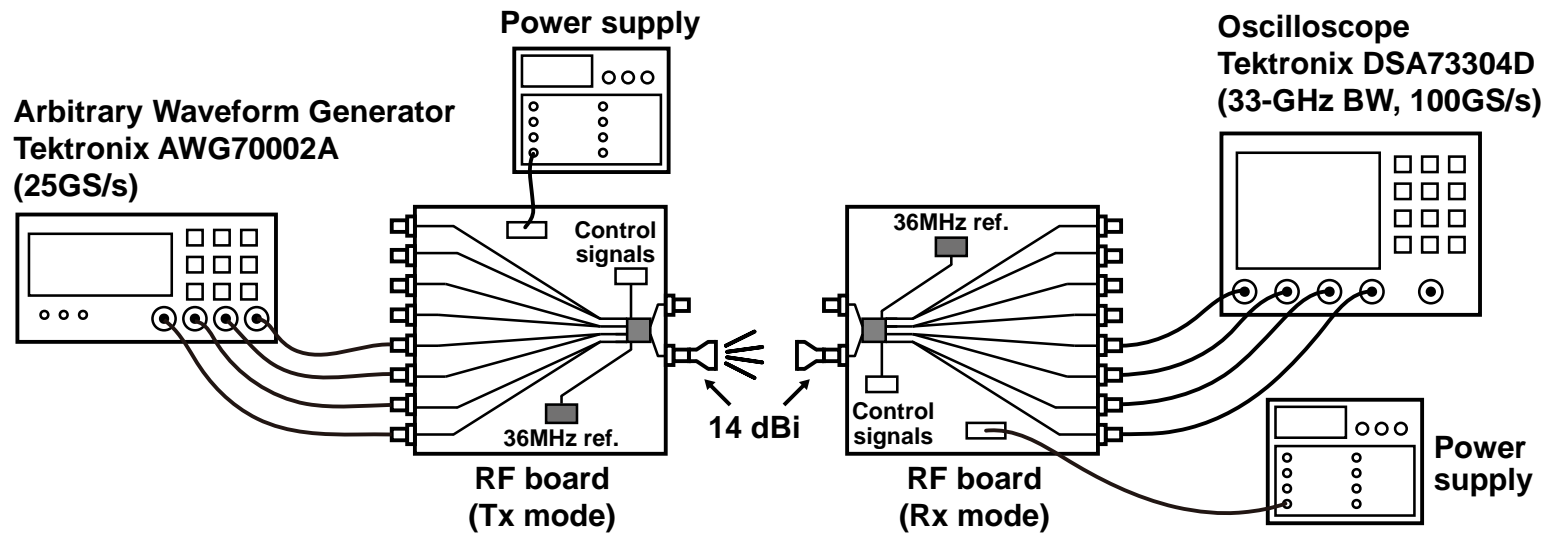 Power supply
Arbitrary Waveform Generator
Tektronix AWG70002A
(25GS/s)
Control
signals
36MHz ref.
RF board
(Tx mode)
14 dBi
Oscilloscope
Tektronix DSA73304D
(33-GHz BW, 100GS/s)
36MHz ref.
Control
signals
RF board
(Rx mode)
Power
supply